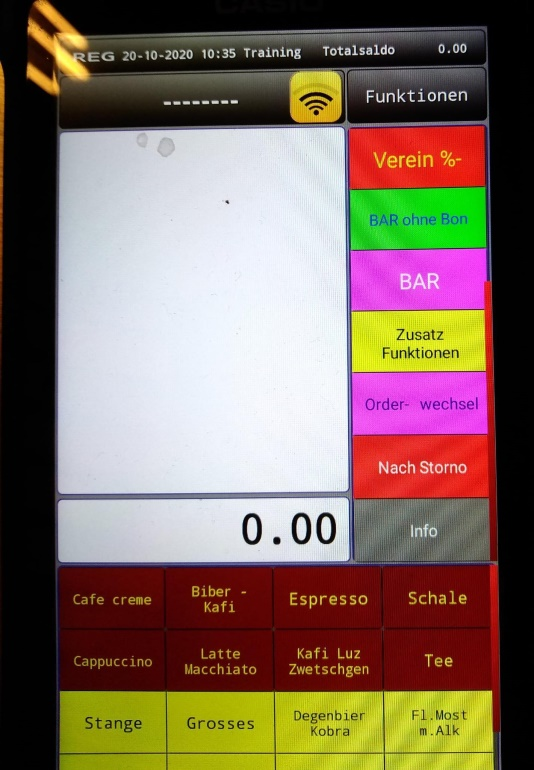 CASIO
REG 20-10-2020 10:35 Training Totalsaldo 0.00
--------
Funktionen
Verein %-
BAR ohne Bon
BAR
Zusatz
Funktionen
Order- wechsel
Nach Storno
Info
0.00
Cafe creme
Biber -
Kafi
Espresso
Schale
Cappuccino
Latte
Macchiato
Kafi Luz
Zwetschgen
Tee
Stange
Grosses
Degenbier
Kobra
Fl.Most
m.Alk